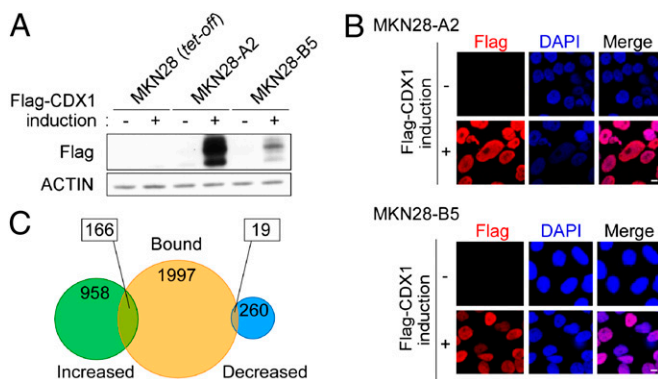 A
MKN28 (tet-off)
MKN28-A2
MKN28-B5
Flag-CDX1
induction : - + - + - +
Flag
ACTIN
B
MKN28-A2
Flag DAPI Merge
Flag-CDX1
induction
-
+
MKN28-B5
Flag DAPI Merge
Flag-CDX1
induction
-
+
C
166 Bound 19
958 1997 260
Increased Decreased